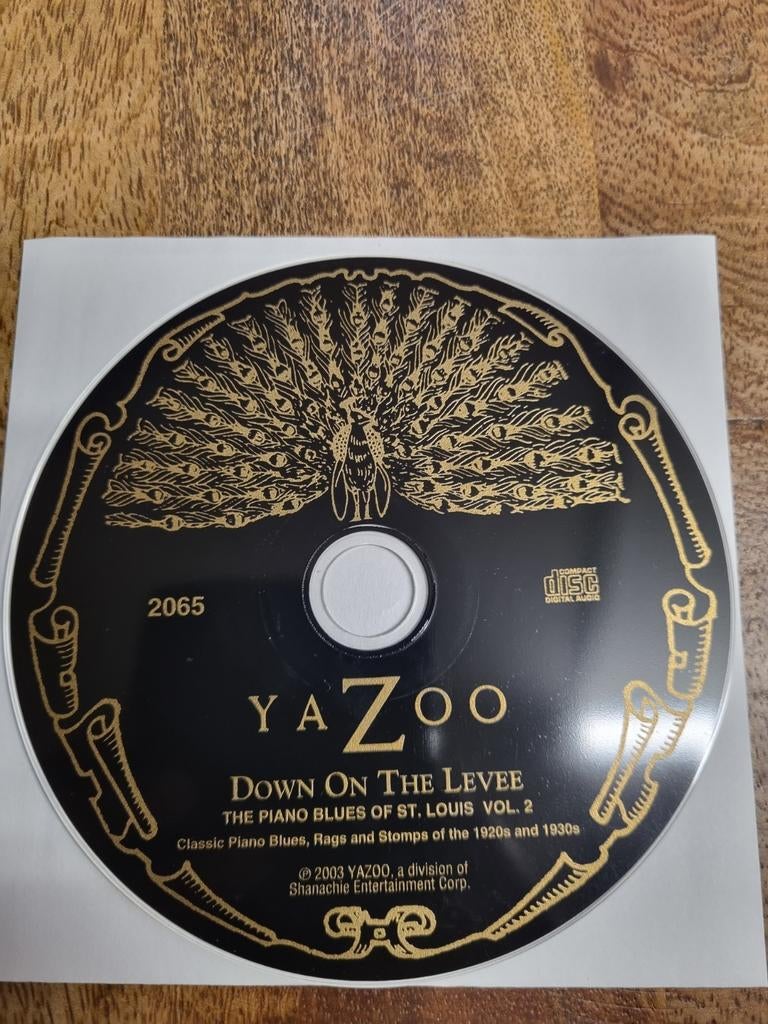 2065
COMPACT
disc
DIGITAL AUDIO
YAZOO
DOWN ON THE LEVEE
THE PIANO BLUES OF ST. LOUIS VOL. 2
Classic Piano Blues, Rags and Stomps of the 1920s and 1930s
℗ 2003 YAZOO, a division of
Shanachie Entertainment Corp.